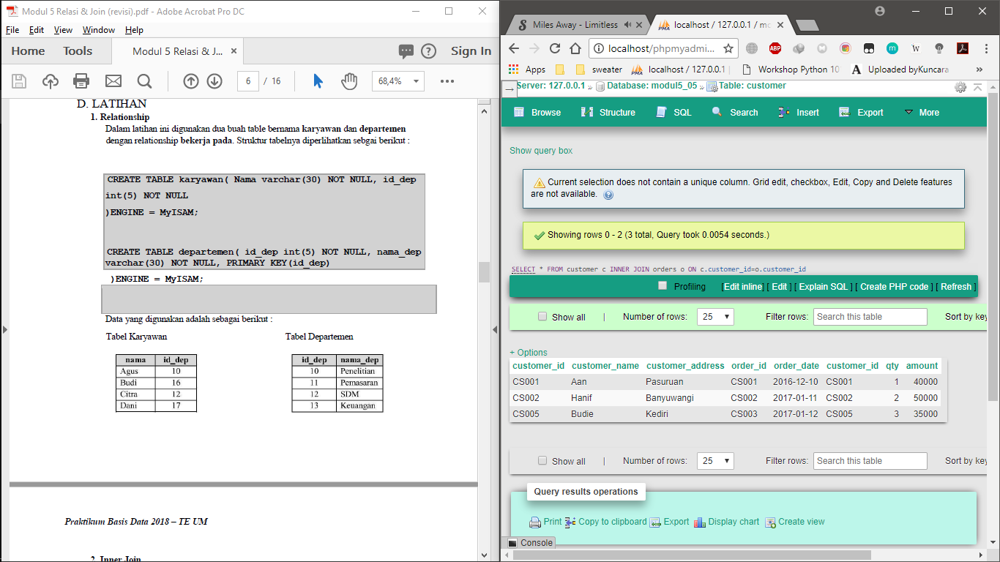 Modul 5 Relasi & Join (revisi).pdf - Adobe Acrobat Pro DC
File Edit View Window Help
Home Tools Modul 5 Relasi & J... × Sign In
6 / 16 68,4%
D. LATIHAN
1. Relationship
Dalam latihan ini digunakan dua buah table bernama karyawan dan departemen
dengan relationship bekerja pada. Struktur tabelnya diperlihatkan sebgai berikut :
CREATE TABLE karyawan( Nama varchar(30) NOT NULL, id_dep
int(5) NOT NULL
)ENGINE = MyISAM;
CREATE TABLE departemen( id_dep int(5) NOT NULL, nama_dep
varchar(30) NOT NULL, PRIMARY KEY(id_dep)
)ENGINE = MyISAM;
Data yang digunakan adalah sebagai berikut :
Tabel Karyawan Tabel Departemen
nama id_dep id_dep nama_dep
Agus 10 10 Penelitian
Budi 16 11 Pemasaran
Citra 12 12 SDM
Dani 17 13 Keuangan
Praktikum Basis Data 2018 – TE UM
2. Inner Join
Miles Away - Limitless localhost / 127.0.0.1 / mo
localhost/phpmyadmi...
Apps sweater localhost / 127.0.0.1 Workshop Python 10 Uploaded byKuncara »
Server: 127.0.0.1 » Database: modul5_05 » Table: customer
Browse Structure SQL Search Insert Export More
Show query box
Current selection does not contain a unique column. Grid edit, checkbox, Edit, Copy and Delete features
are not available.
Showing rows 0 - 2 (3 total, Query took 0.0054 seconds.)
SELECT * FROM customer c INNER JOIN orders o ON c.customer_id=o.customer_id
Profiling [Edit inline] [ Edit ] [ Explain SQL ] [ Create PHP code ] [ Refresh ]
Show all | Number of rows: 25 Filter rows: Search this table Sort by key
+ Options
customer_id customer_name customer_address order_id order_date customer_id qty amount
CS001 Aan Pasuruan CS001 2016-12-10 CS001 1 40000
CS002 Hanif Banyuwangi CS002 2017-01-11 CS002 2 50000
CS005 Budie Kediri CS003 2017-01-12 CS005 3 35000
Show all | Number of rows: 25 Filter rows: Search this table Sort by key
Query results operations
Print Copy to clipboard Export Display chart Create view
Console